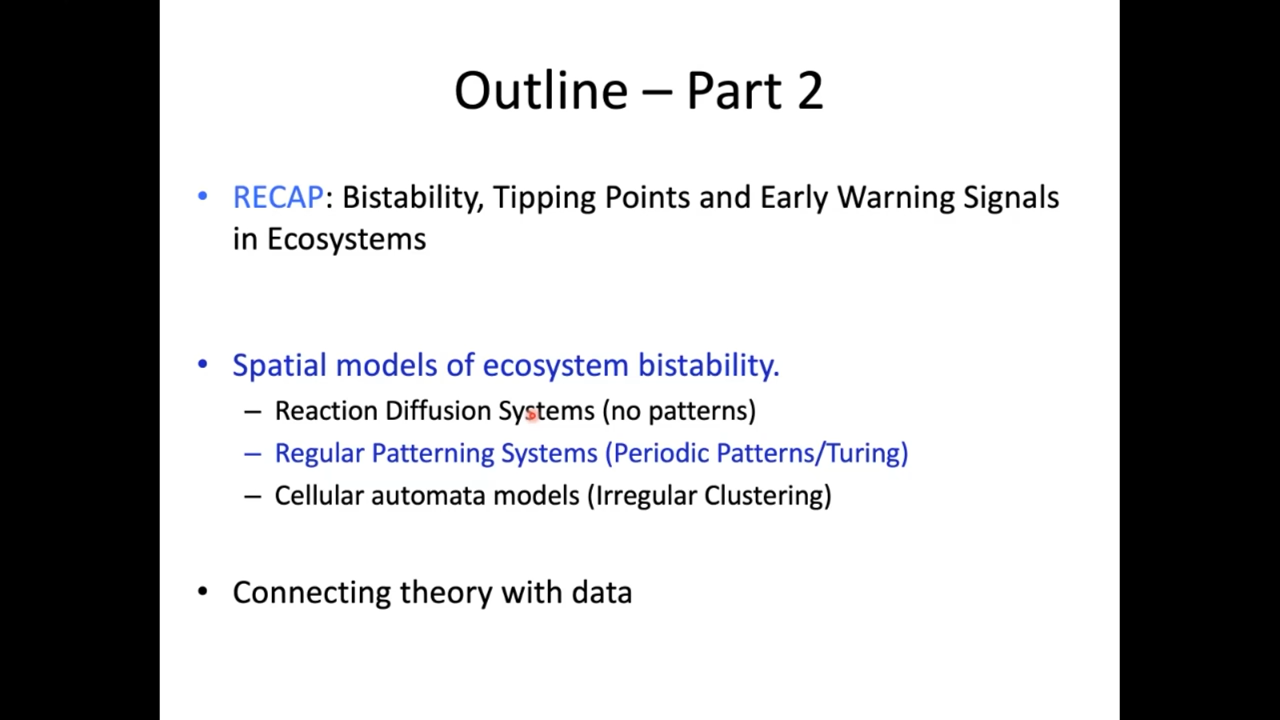 Outline – Part 2
• RECAP: Bistability, Tipping Points and Early Warning Signals
in Ecosystems
• Spatial models of ecosystem bistability.
– Reaction Diffusion Systems (no patterns)
– Regular Patterning Systems (Periodic Patterns/Turing)
– Cellular automata models (Irregular Clustering)
• Connecting theory with data